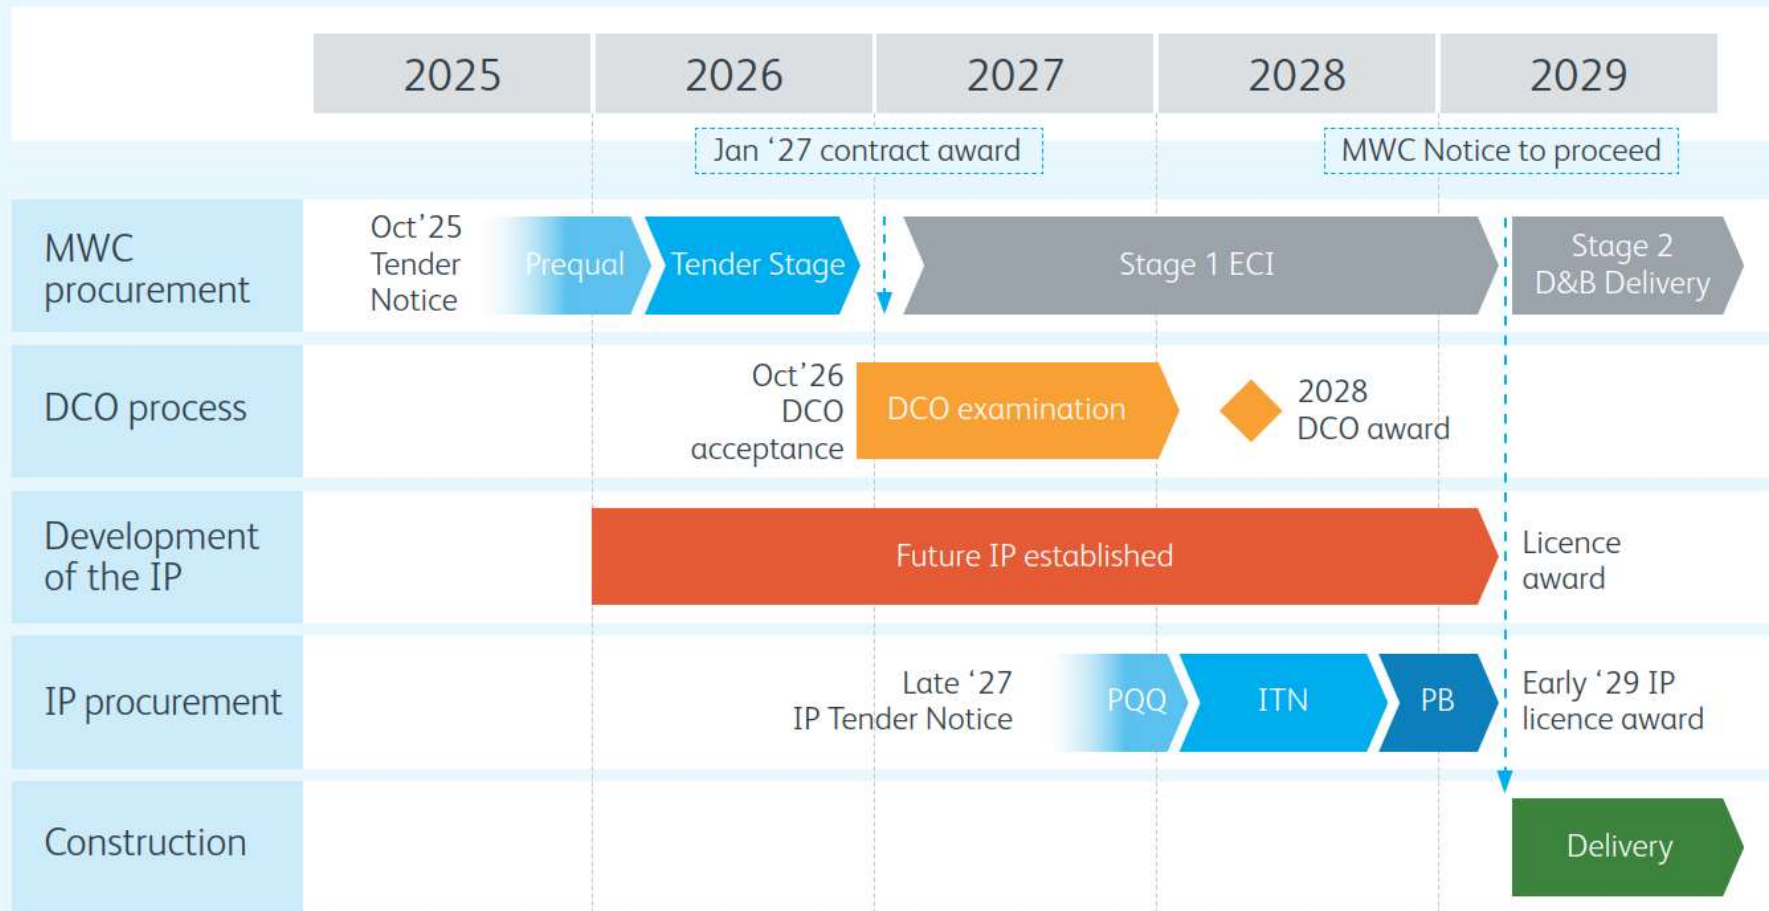 2025
2026
2027
2028
2029
Jan ‘27 contract award
MWC Notice to proceed
MWC
procurement
Oct’25
Tender
Notice
Prequal
Tender Stage
Stage 1 ECI
Stage 2
D&B Delivery
DCO process
Oct’26
DCO
acceptance
DCO examination
2028
DCO award
Development
of the IP
Future IP established
Licence
award
IP procurement
Late ‘27
IP Tender Notice
PQQ
ITN
PB
Early ‘29 IP
licence award
Construction
Delivery